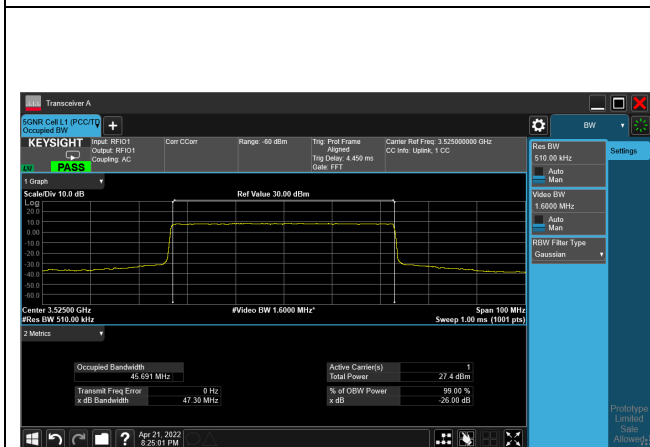 Transceiver A
5GNR Cell L1 (PCC/TD
Occupied BW
BW
KEYSIGHT
Input: RFIO1
Output: RFIO1
Coupling: AC
Corr CCorr
Range: -60 dBm
Trig: Prot Frame
Aligned
Trig Delay: 4.450 ms
Gate: FFT
Carrier Ref Freq: 3.525000000 GHz
CC Info: Uplink, 1 CC
PASS
1 Graph
Scale/Div 10.0 dB
Ref Value 30.00 dBm
Log
20.0
10.0
0.00
-10.0
-20.0
-30.0
-40.0
-50.0
-60.0
Center 3.52500 GHz
#Video BW 1.6000 MHz*
Span 100 MHz
#Res BW 510.00 kHz
Sweep 1.00 ms (1001 pts)
2 Metrics
Occupied Bandwidth
45.691 MHz
Transmit Freq Error 0 Hz
x dB Bandwidth 47.30 MHz
Active Carrier(s) 1
Total Power 27.4 dBm
% of OBW Power 99.00 %
x dB -26.00 dB
Res BW
510.00 kHz
Auto
Man
Video BW
1.6000 MHz
Auto
Man
RBW Filter Type
Gaussian
Settings
Prototype
Limited
Sale
Allowed
Apr 21, 2022
8:25:01 PM